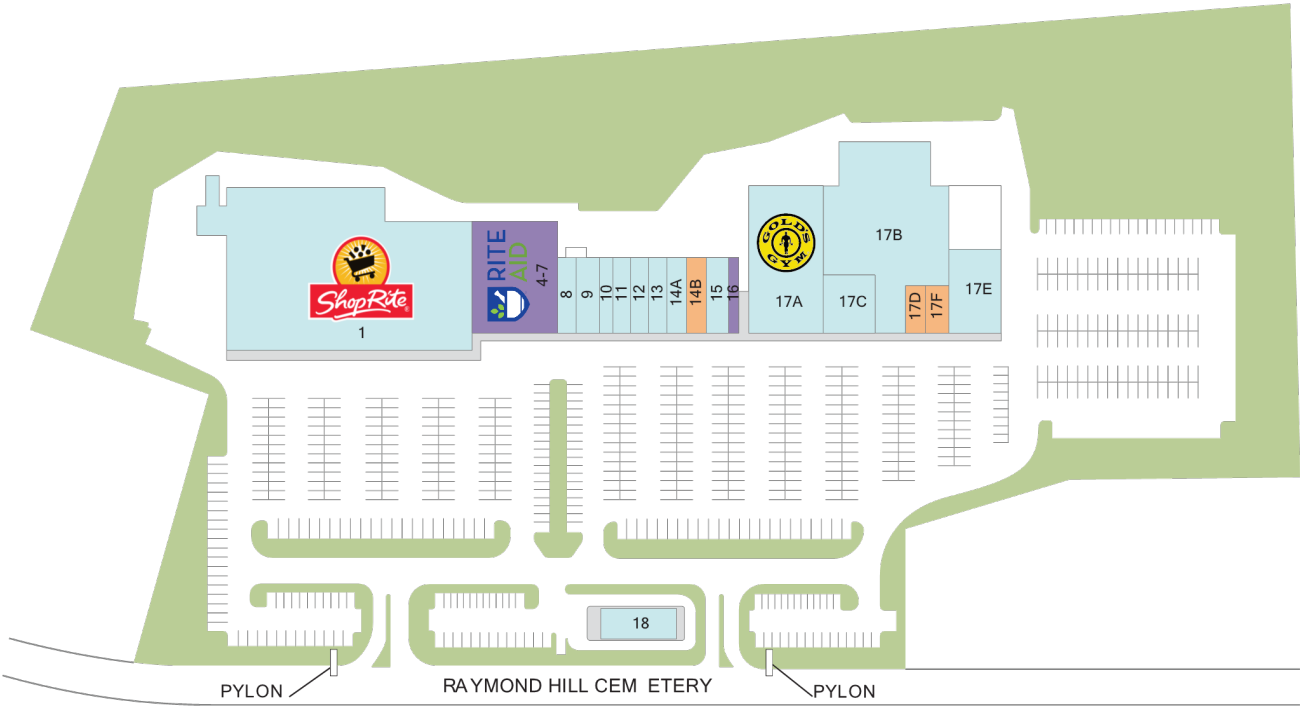 GOLD'S
GYM
RITE
AID
4-7
17B
ShopRite
®
1
8
9
10
11
12
13
14A
14B
15
16
17A
17C
17D
17F
17E
18
PYLON
RAYMOND HILL CEM ETERY
PYLON